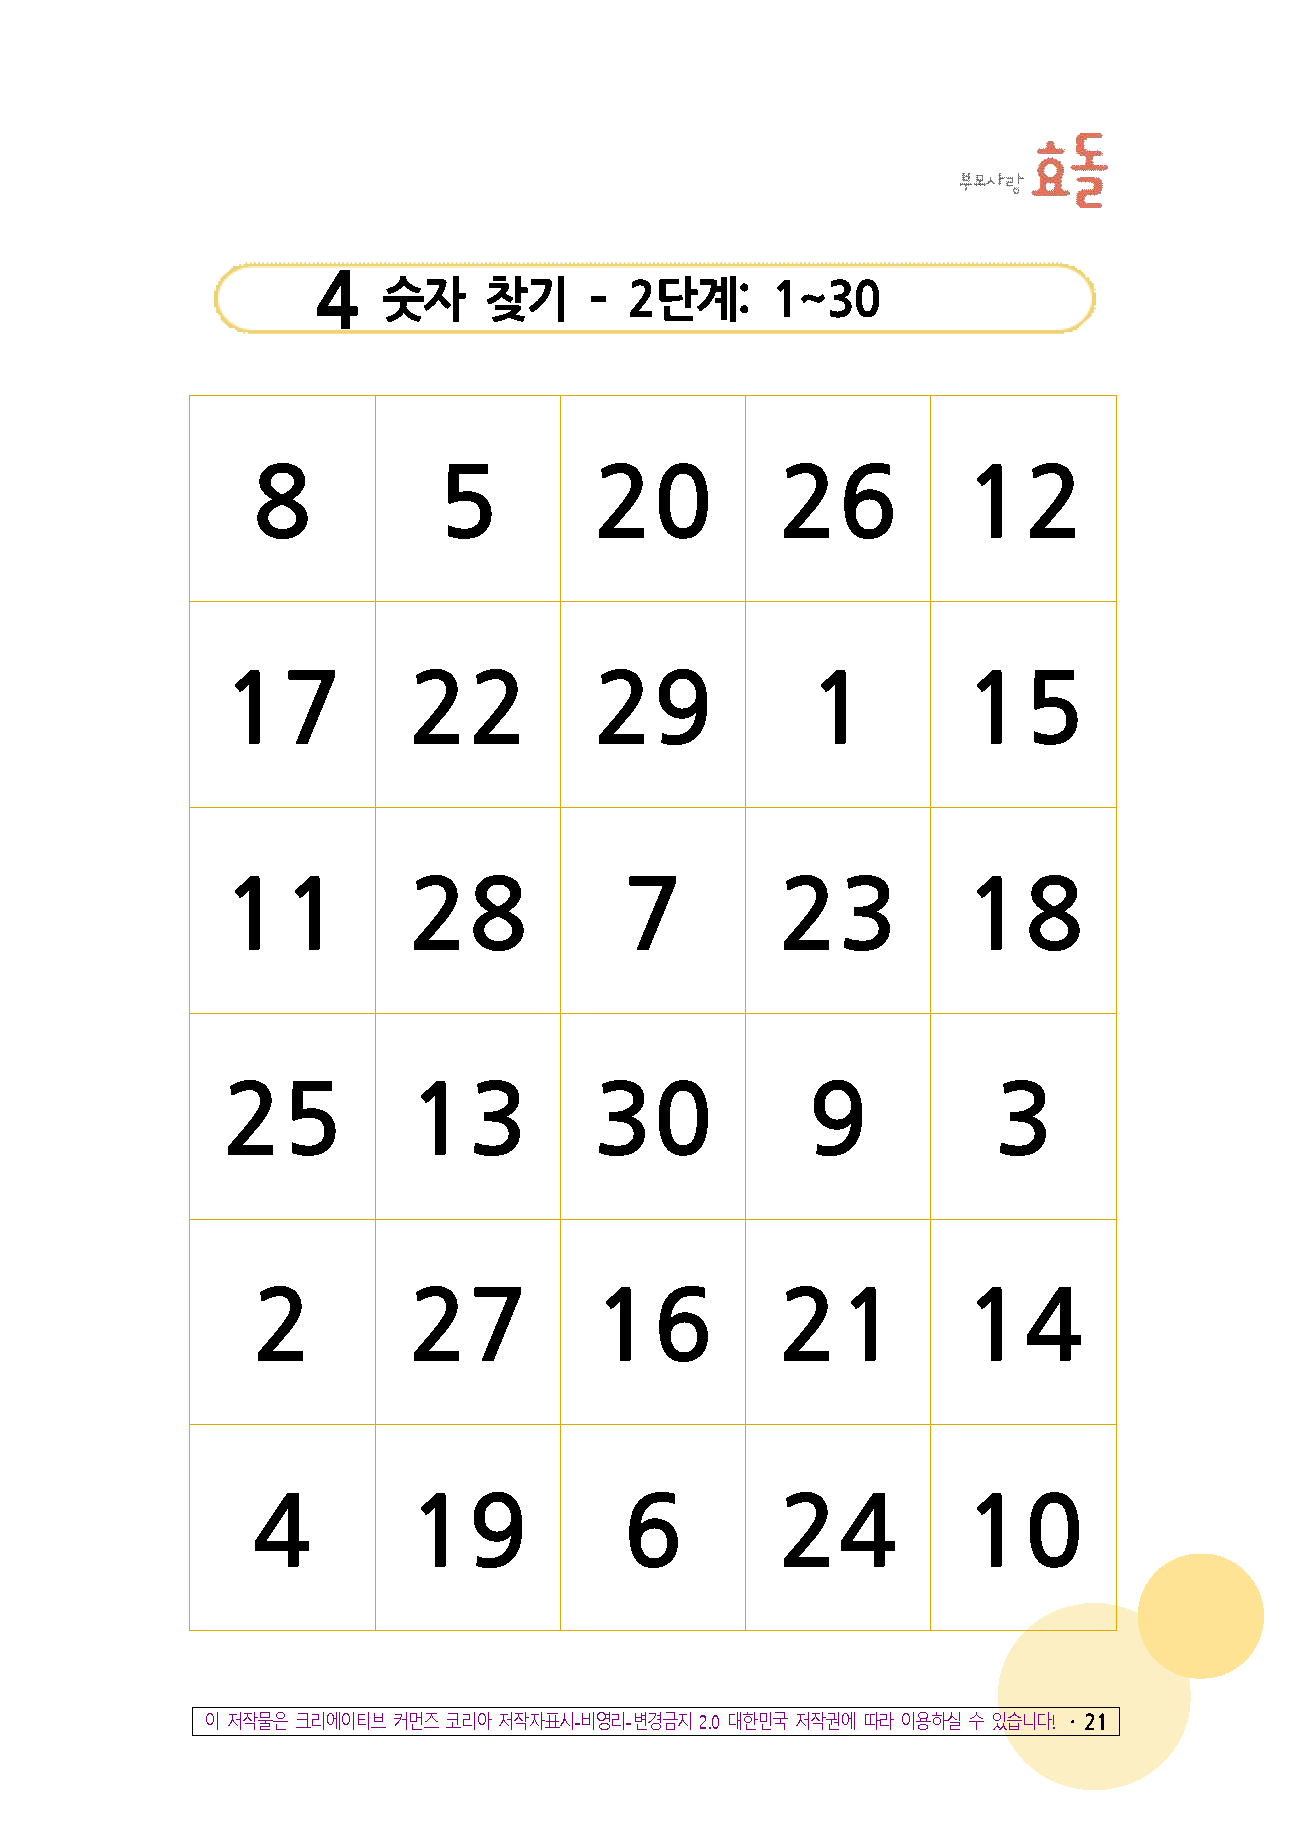 부모사랑 효돌
4 숫자 찾기 - 2단계: 1~30
8 5 20 26 12
17 22 29 1 15
11 28 7 23 18
25 13 30 9 3
2 27 16 21 14
4 19 6 24 10
이 저작물은 크리에이티브 커먼즈 코리아 저작자표시-비영리-변경금지 2.0 대한민국 저작권에 따라 이용하실 수 있습니다! · 21